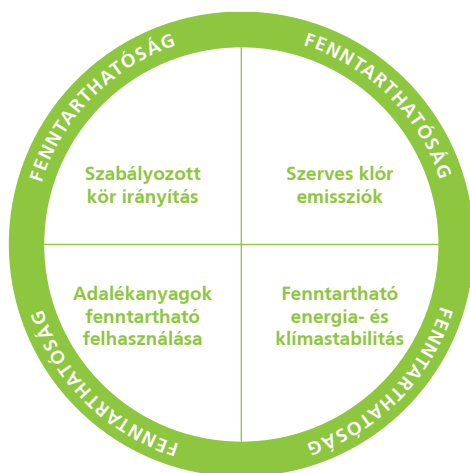 FENNTARTHATÓSÁG
FENNTARTHATÓSÁG
Szabályozott
kör irányítás
Szerves klór
emissziók
Adalékanyagok
fenntartható
felhasználása
Fenntartható
energia- és
klímastabilitás
FENNTARTHATÓSÁG
FENNTARTHATÓSÁG